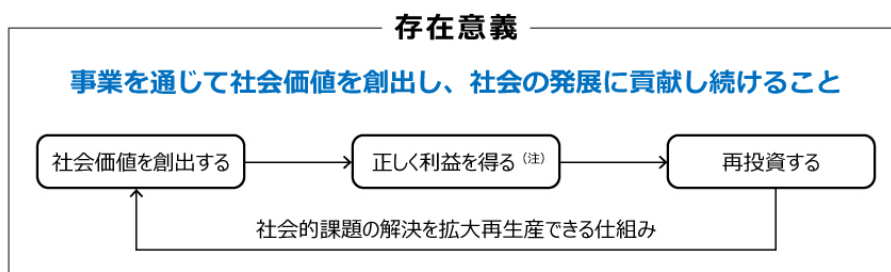 存在意義
事業を通じて社会価値を創出し、社会の発展に貢献し続けること
社会価値を創出する
正しく利益を得る（注）
再投資する
社会的課題の解決を拡大再生産できる仕組み